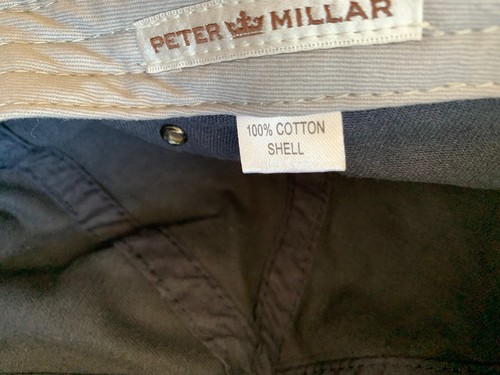 PETER MILLAR
100% COTTON
SHELL